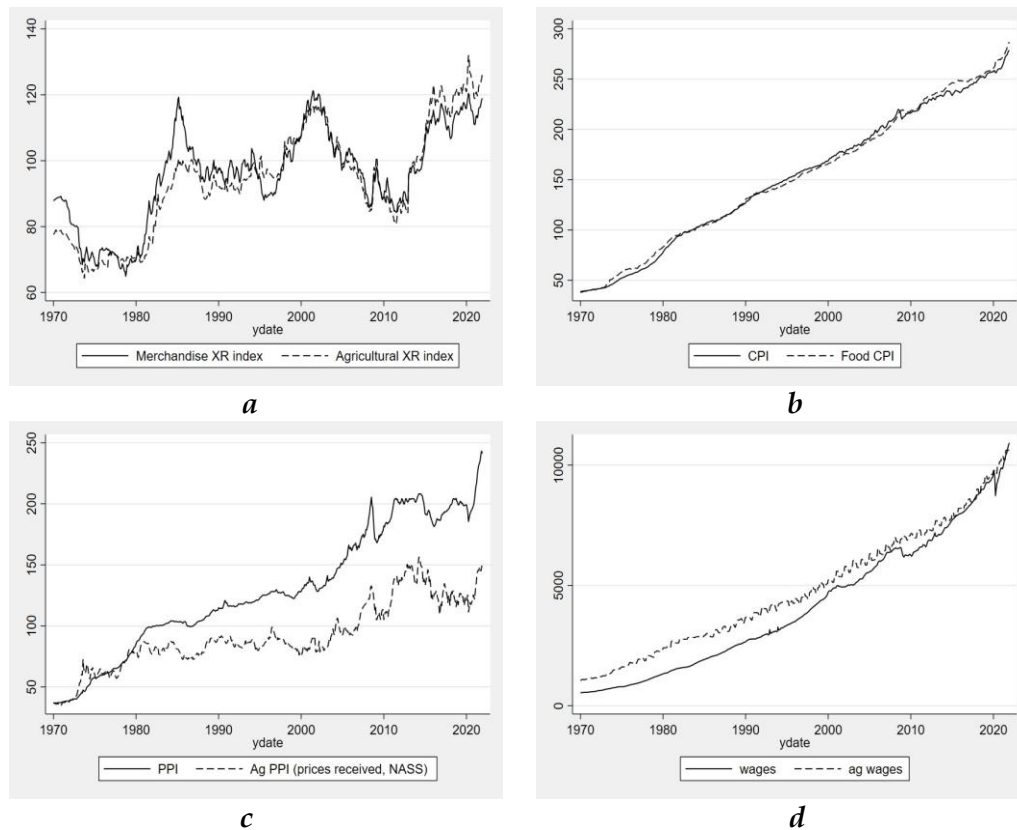 140
120
100
80
60
1970 1980 1990 2000 2010 2020
ydate
Merchandise XR index Agricultural XR index
a
300
250
200
150
100
50
1970 1980 1990 2000 2010 2020
ydate
CPI Food CPI
b
250
200
150
100
50
1970 1980 1990 2000 2010 2020
ydate
PPI Ag PPI (prices received, NASS)
c
10000
5000
0
1970 1980 1990 2000 2010 2020
ydate
wages ag wages
d